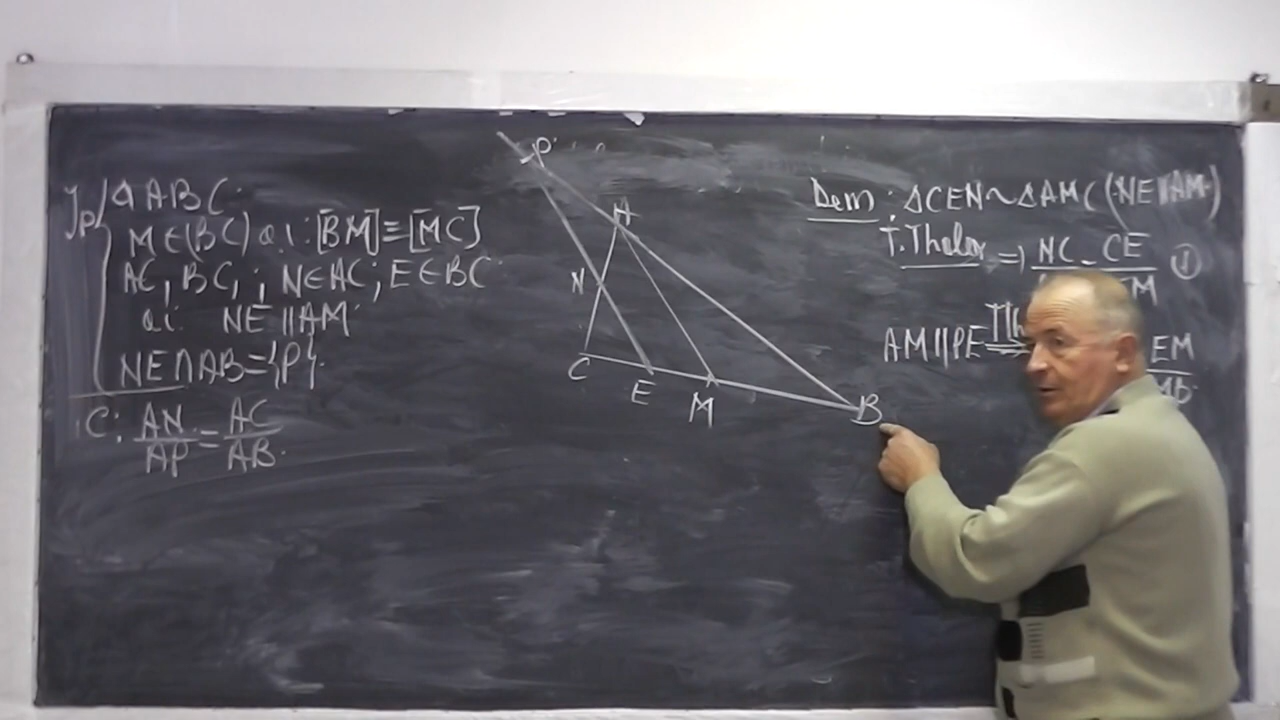 Ip/ Δ ABC.
M∈(BC) a.î: [BM]≡[MC]
AC, BC,; N∈AC; E∈BC
a.î. NE||AM
NE∩AB={P}.
C: AN/AP = AC/AB.
P
A
N
C
E
M
B
Dem: ΔCEN~ΔAMC (NE||AM)
T.Thales => NC = CE ①
M
AM||PE
EM